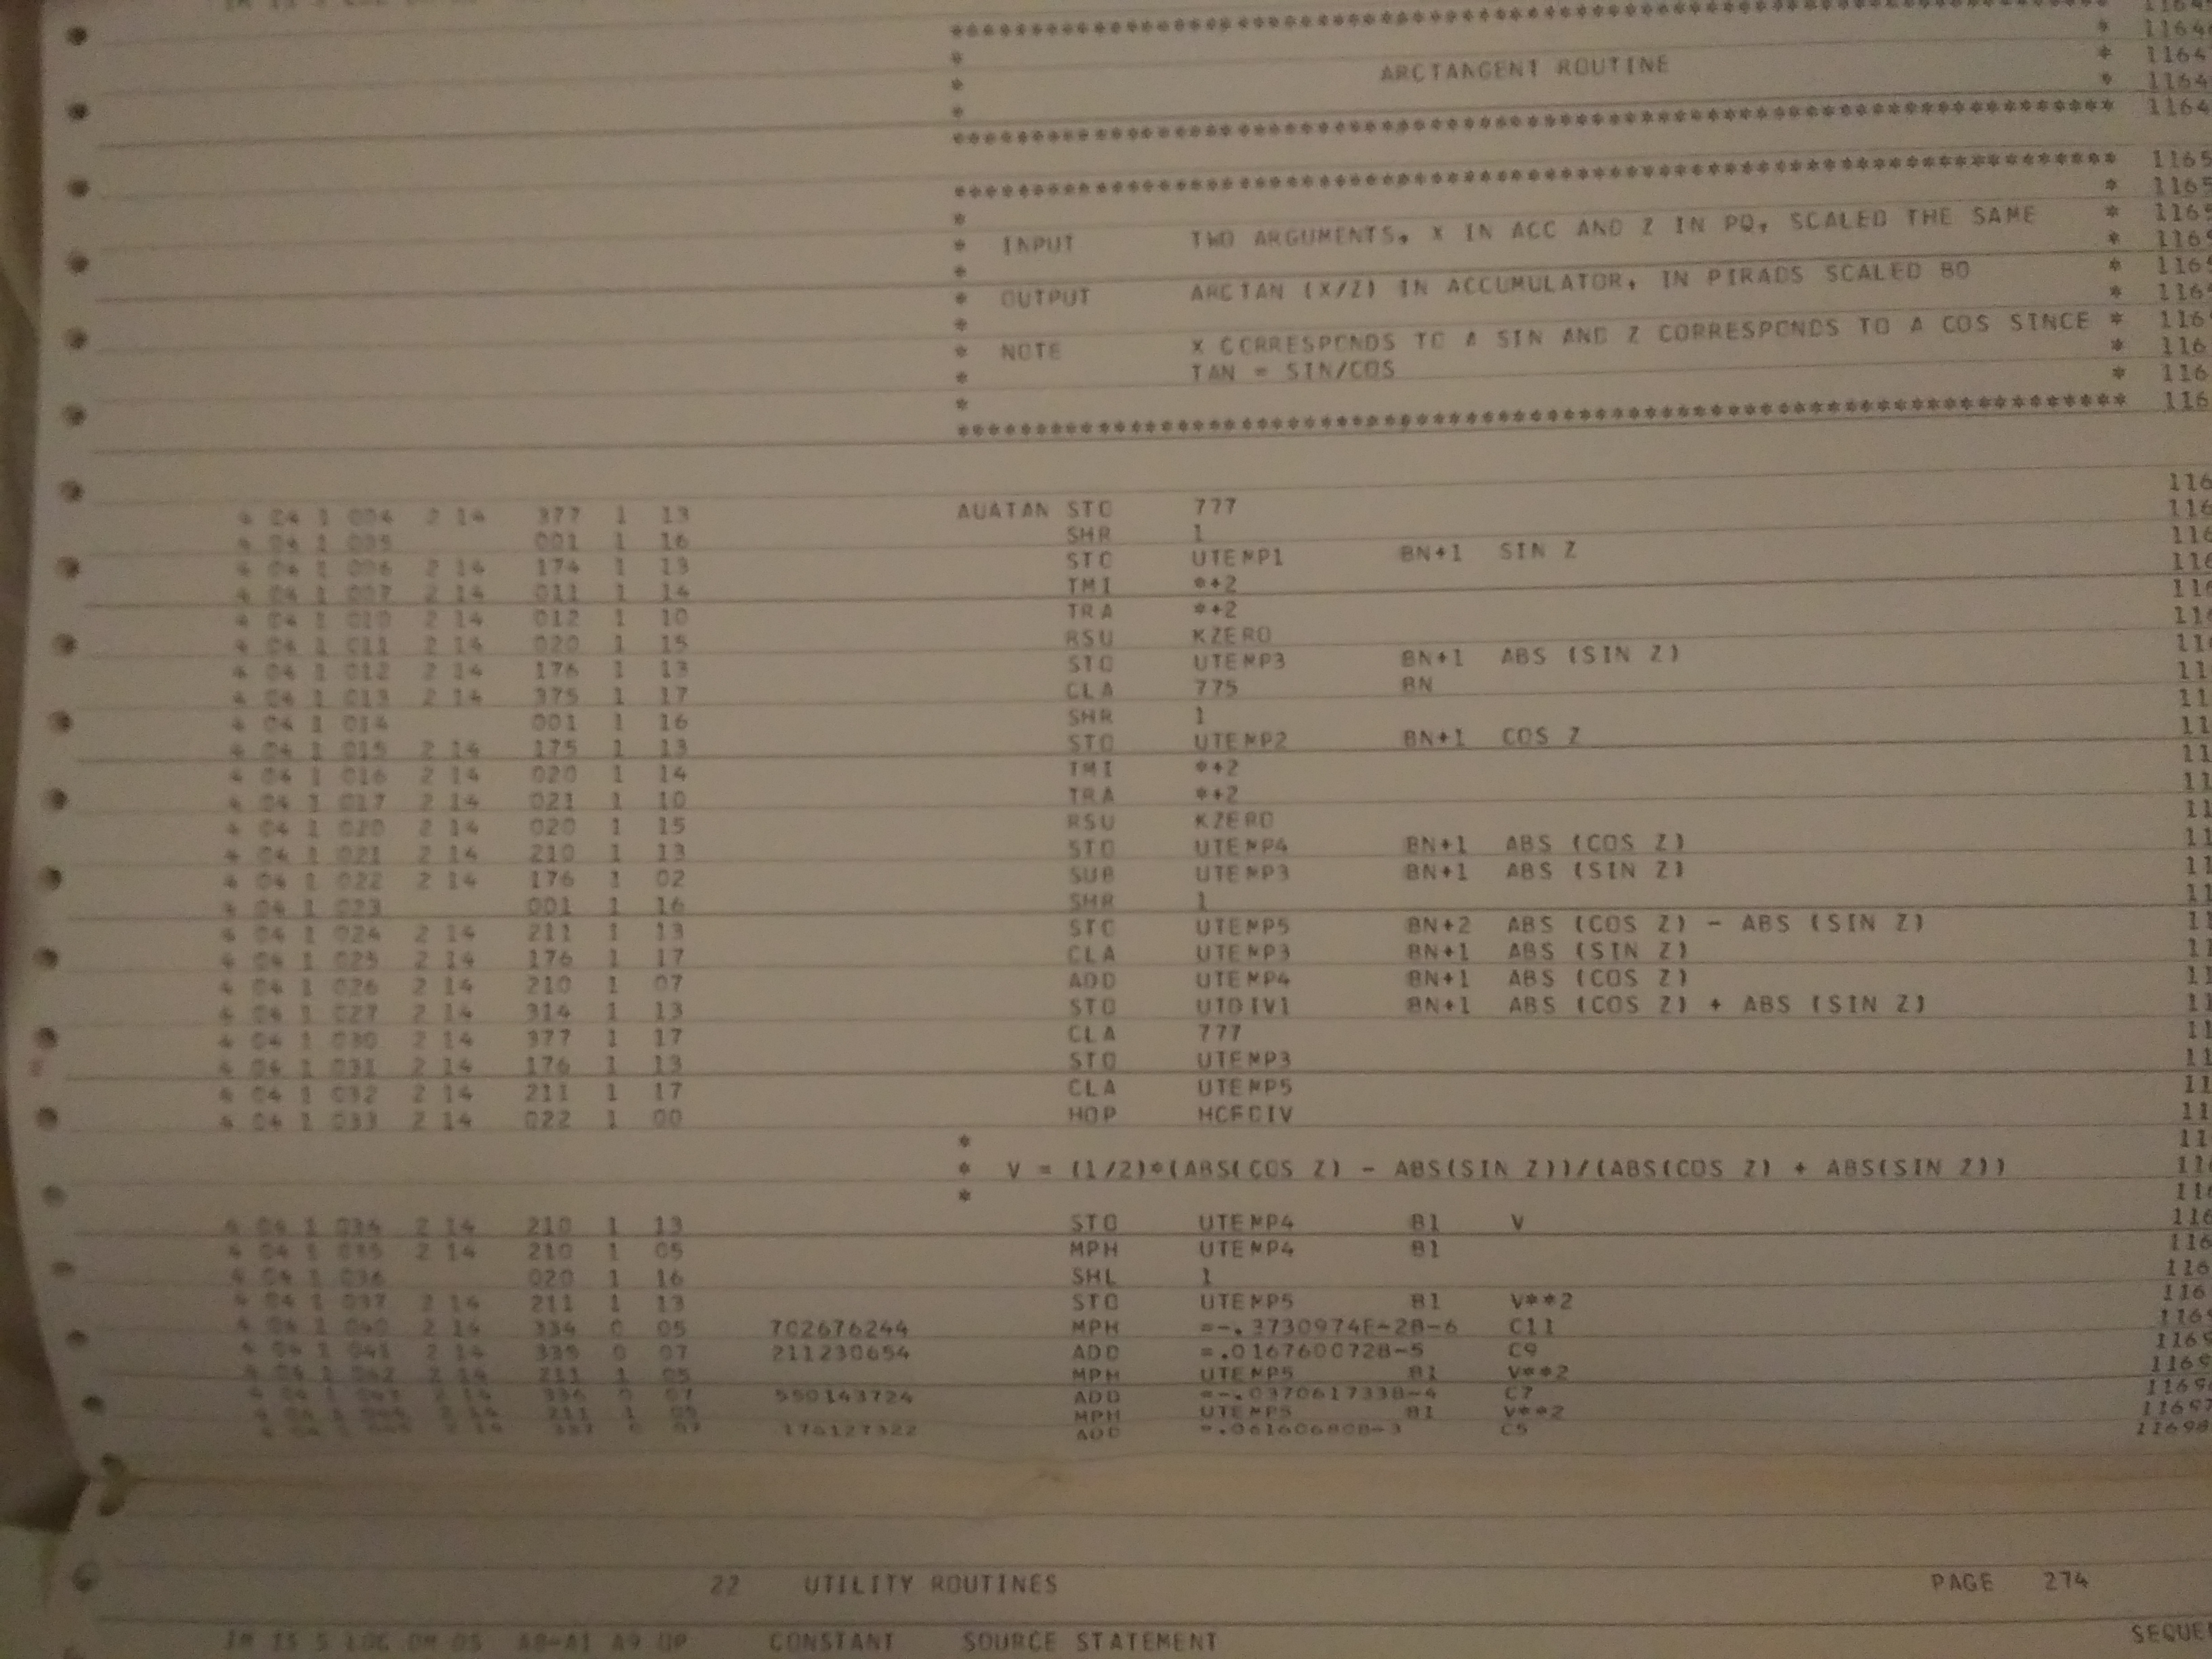 ********************************************************************************
* * 1164
* ARCTANGENT ROUTINE * 1164
* * 1164
******************************************************************************** 1164
******************************************************************************** 1165
* * 1165
* INPUT TWO ARGUMENTS, X IN ACC AND Z IN PQ, SCALED THE SAME * 1165
* *
* OUTPUT ARCTAN (X/Z) IN ACCUMULATOR, IN PIRADS SCALED B0 * 116
* * 116
* NOTE X CORRESPONDS TO A SIN AND Z CORRESPONDS TO A COS SINCE * 116
* TAN = SIN/COS * 116
* * 116
******************************************************************************** 116
4 04 1 004 2 14 377 1 13 AUATAN STO 777 116
4 04 1 005 001 1 16 SHR 1 116
4 04 1 006 2 14 174 1 13 STO UTEMP1 BN+1 SIN Z 116
4 04 1 007 2 14 011 1 14 TMI *+2 116
4 04 1 010 2 14 012 1 10 TRA *+2 116
4 04 1 011 2 14 020 1 15 RSU KZERO 11
4 04 1 012 2 14 176 1 13 STO UTEMP3 BN+1 ABS (SIN Z) 11
4 04 1 013 2 14 375 1 17 CLA 775 BN 11
4 04 1 014 001 1 16 SHR 1 11
4 04 1 015 2 14 175 1 13 STO UTEMP2 BN+1 COS Z 11
4 04 1 016 2 14 020 1 14 TMI *+2 11
4 04 1 017 2 14 021 1 10 TRA *+2 11
4 04 1 020 2 14 020 1 15 RSU KZERO 11
4 04 1 021 2 14 210 1 13 STO UTEMP4 BN+1 ABS (COS Z) 11
4 04 1 022 2 14 176 1 02 SUB UTEMP3 BN+1 ABS (SIN Z) 11
4 04 1 023 001 1 16 SHR 1 11
4 04 1 024 2 14 211 1 13 STO UTEMP5 BN+2 ABS (COS Z) - ABS (SIN Z) 11
4 04 1 025 2 14 176 1 17 CLA UTEMP3 BN+1 ABS (SIN Z) 11
4 04 1 026 2 14 210 1 07 ADD UTEMP4 BN+1 ABS (COS Z) 11
4 04 1 027 2 14 314 1 13 STO UTDIV1 BN+1 ABS (COS Z) + ABS (SIN Z) 11
4 04 1 030 2 14 377 1 17 CLA 777 11
4 04 1 031 2 14 176 1 13 STO UTEMP3 11
4 04 1 032 2 14 211 1 17 CLA UTEMP5 11
4 04 1 033 2 14 022 1 00 HOP HCFDIV 11
* 11
* V = (1/2)*(ABS(COS Z) - ABS(SIN Z))/(ABS(COS Z) + ABS(SIN Z)) 116
* 116
4 04 1 034 2 14 210 1 13 STO UTEMP4 B1 V 116
4 04 1 035 2 14 210 1 05 MPH UTEMP4 B1 116
4 04 1 036 020 1 16 SHL 1 116
4 04 1 037 2 14 211 1 13 STO UTEMP5 B1 V**2 116
4 04 1 040 2 14 334 0 05 702676244 MPH =-.3730974E-2B-6 C11 1169
4 04 1 041 2 14 335 0 07 211230654 ADD =.016760072B-5 C9 1169
4 04 1 042 2 14 211 1 05 MPH UTEMP5 B1 V**2 1169
4 04 1 043 2 14 336 0 07 550143724 ADD =-.037061733B-4 C7 11696
4 04 1 044 2 14 211 1 05 MPH UTEMP5 B1 V**2 11697
4 04 1 045 2 14 337 0 07 176127322 ADD =.06160680B-3 C5 11698
22 UTILITY ROUTINES PAGE 274
IM IS S LOC DM DS A8-A1 A9 OP CONSTANT SOURCE STATEMENT SEQUE